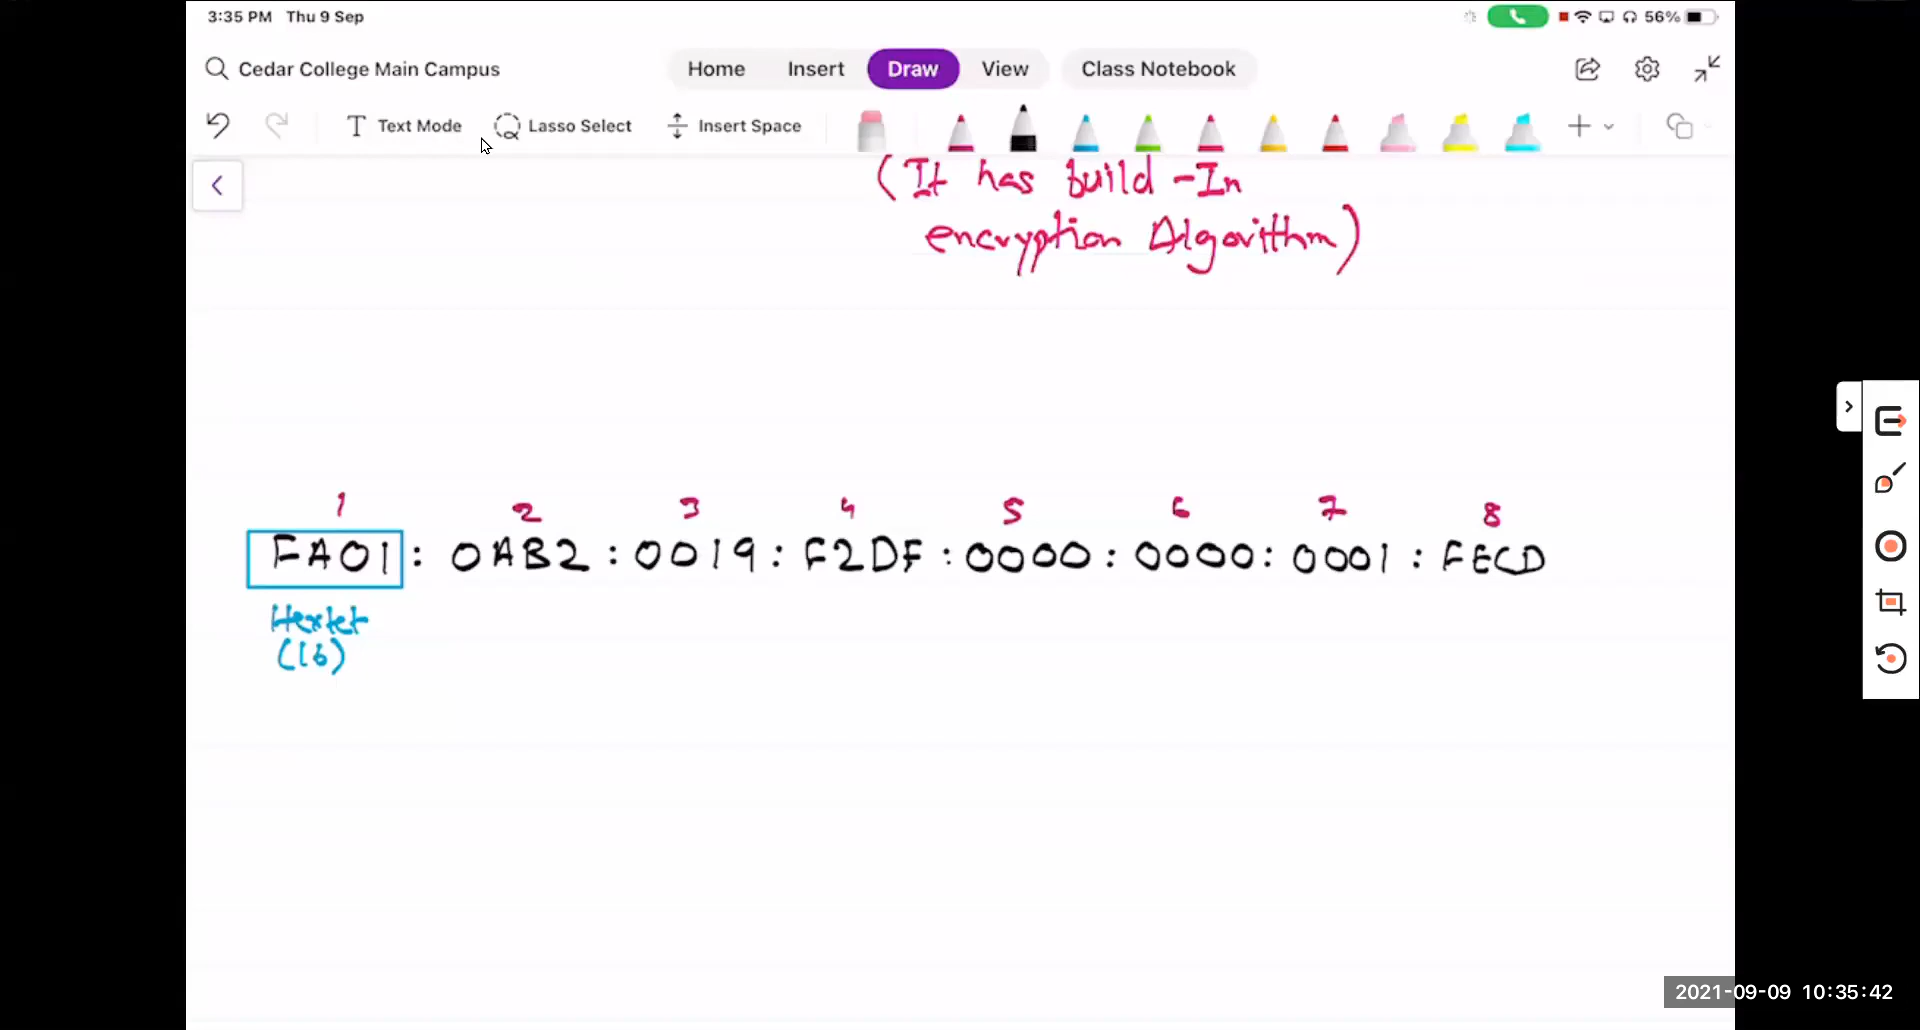 3:35 PM Thu 9 Sep
56%
Cedar College Main Campus
Home Insert Draw View Class Notebook
Text Mode Lasso Select Insert Space
(It has build-In
encryption Algorithm)
1 2 3 4 5 6 7 8
FA01 : 0AB2 : 0019 : F2DF : 0000 : 0000 : 0001 : FECD
Hextet
(16)
2021-09-09 10:35:42